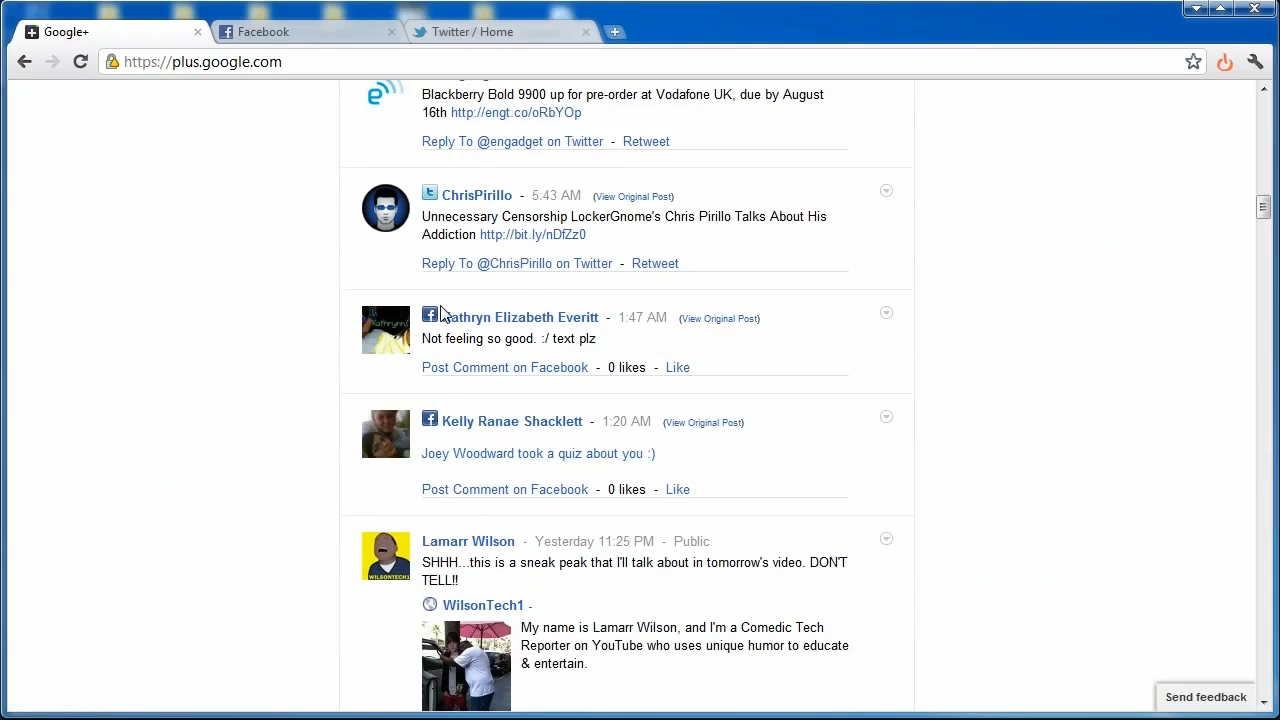 Google+
Facebook
Twitter / Home
https://plus.google.com
Blackberry Bold 9900 up for pre-order at Vodafone UK, due by August
16th http://engt.co/oRbYOp
Reply To @engadget on Twitter - Retweet
ChrisPirillo - 5:43 AM (View Original Post)
Unnecessary Censorship LockerGnome's Chris Pirillo Talks About His
Addiction http://bit.ly/nDfZz0
Reply To @ChrisPirillo on Twitter - Retweet
Kathryn Elizabeth Everitt - 1:47 AM (View Original Post)
Not feeling so good. :/ text plz
Post Comment on Facebook - 0 likes - Like
Kelly Ranae Shacklett - 1:20 AM (View Original Post)
Joey Woodward took a quiz about you :)
Post Comment on Facebook - 0 likes - Like
Lamarr Wilson - Yesterday 11:25 PM - Public
SHHH...this is a sneak peak that I'll talk about in tomorrow's video. DON'T
TELL!!
WilsonTech1 -
My name is Lamarr Wilson, and I'm a Comedic Tech
Reporter on YouTube who uses unique humor to educate
& entertain.
WILSONTECH1
Send feedback